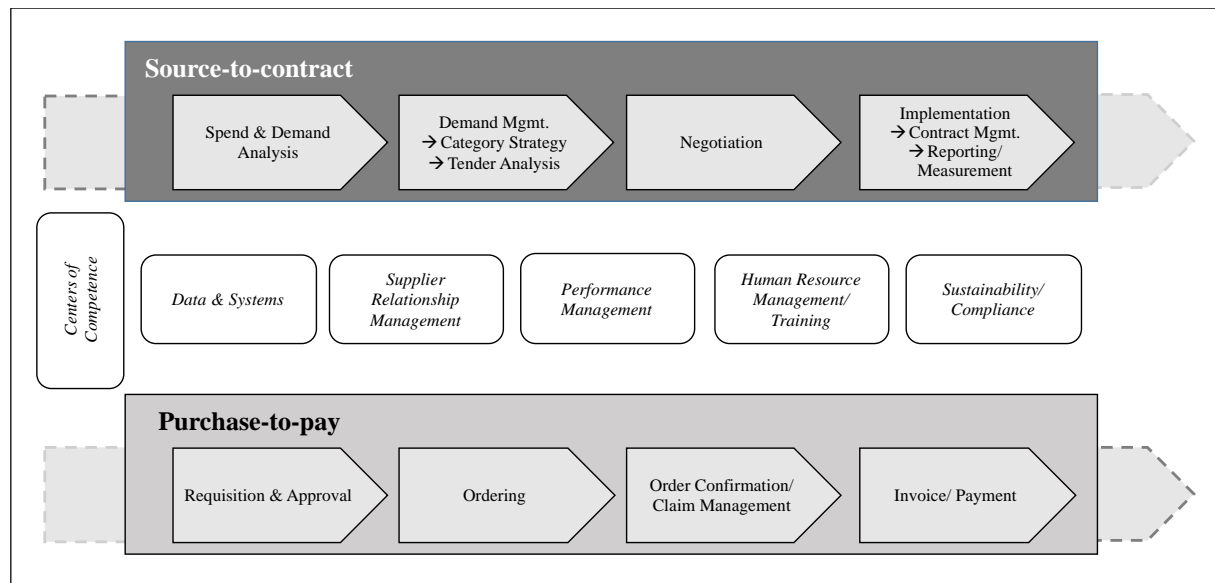 Source-to-contract
Spend & Demand
Analysis
Demand Mgmt.
→ Category Strategy
→ Tender Analysis
Negotiation
Implementation
→ Contract Mgmt.
→ Reporting/
Measurement
Centers of
Competence
Data & Systems
Supplier
Relationship
Management
Performance
Management
Human Resource
Management/
Training
Sustainability/
Compliance
Purchase-to-pay
Requisition & Approval
Ordering
Order Confirmation/
Claim Management
Invoice/ Payment